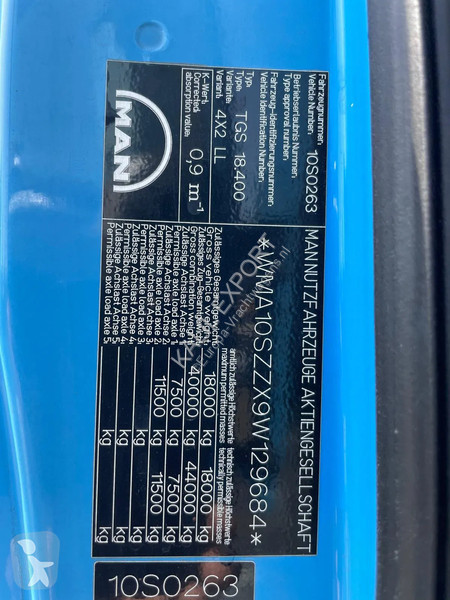 Fahrzeugnummer:
Vehicle Number: 10S0263 MAN NUTZFAHRZEUGE AKTIENGESELLSCHAFT
Betriebserlaubnis Nummer:
Type approval number:
Fahrzeug-Identifizierungsnummer:
Vehicle Identification Number: *WMA10SZZX9W129684*
Typ: TGS 18.400
Variante:
Variant: 4X2 LL
K-Wert:
Corrected
absorption value: 0,9 m-1
MAN
amtlich zulässige Höchstwerte
maximum permitted masses
technisch zulässige Höchstwerte
technically permitted masses
Zulässiges Gesamtgewicht:
Gross vehicle weight: 18000 kg 18000 kg
Zulässiges Zug-Gesamtgewicht:
Gross combination weight: 40000 kg 44000 kg
Zulässige Achslast Achse 1:
Permissible axle load axle 1: 7500 kg 7500 kg
Zulässige Achslast Achse 2:
Permissible axle load axle 2: 11500 kg 11500 kg
Zulässige Achslast Achse 3:
Permissible axle load axle 3: kg kg
Zulässige Achslast Achse 4:
Permissible axle load axle 4: kg kg
Zulässige Achslast Achse 5:
Permissible axle load axle 5: kg kg
10S0263